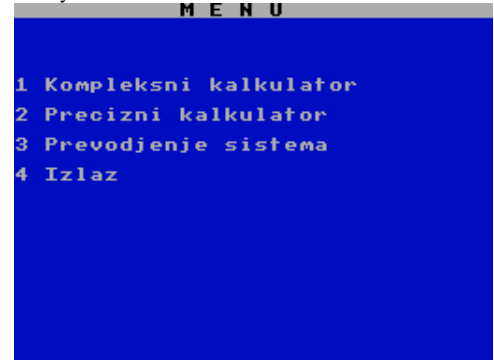 M E N U
1 Kompleksni kalkulator
2 Precizni kalkulator
3 Prevodjenje sistema
4 Izlaz